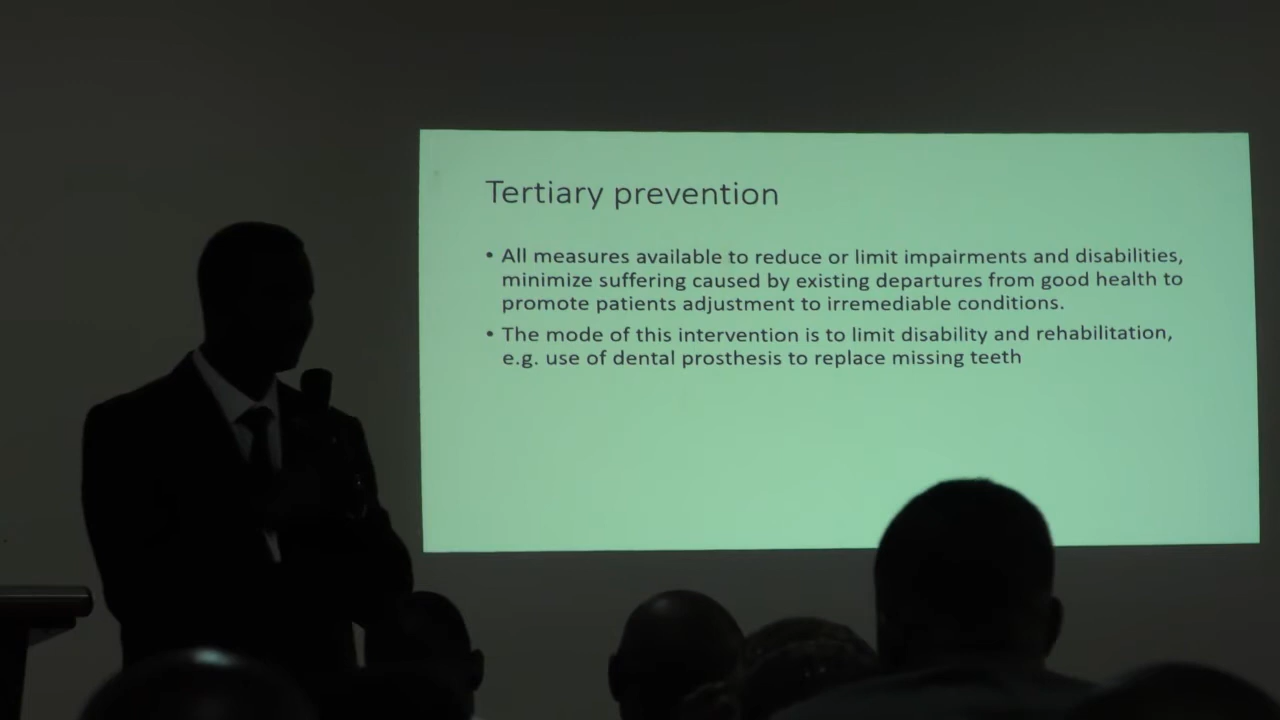 Tertiary prevention
• All measures available to reduce or limit impairments and disabilities,
minimize suffering caused by existing departures from good health to
promote patients adjustment to irremediable conditions.
• The mode of this intervention is to limit disability and rehabilitation,
e.g. use of dental prosthesis to replace missing teeth